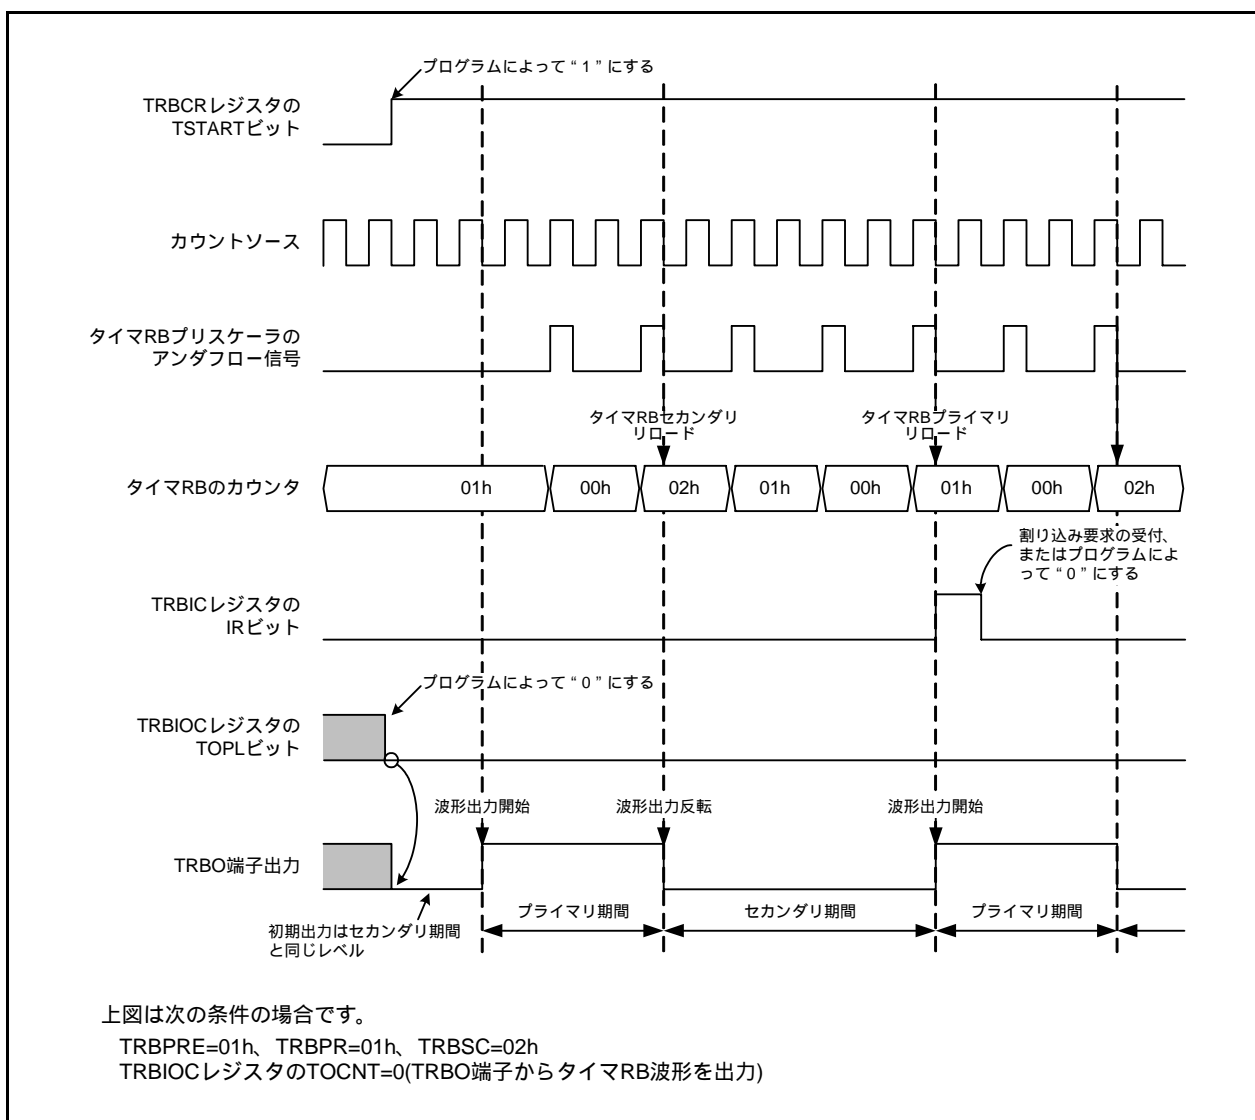 プログラムによって“1”にする
TRBCRレジスタの
TSTARTビット
カウントソース
タイマRBプリスケーラの
アンダフロー信号
タイマRBセカンダリ
リロード
タイマRBプライマリ
リロード
タイマRBのカウンタ
01h
00h
02h
01h
00h
01h
00h
02h
割り込み要求の受付、
またはプログラムによ
って“0”にする
TRBICレジスタの
IRビット
プログラムによって“0”にする
TRBIOCレジスタの
TOPLビット
波形出力開始
波形出力反転
波形出力開始
TRBO端子出力
プライマリ期間
セカンダリ期間
プライマリ期間
初期出力はセカンダリ期間
と同じレベル
上図は次の条件の場合です。
TRBPRE=01h、TRBPR=01h、TRBSC=02h
TRBIOCレジスタのTOCNT=0(TRBO端子からタイマRB波形を出力)